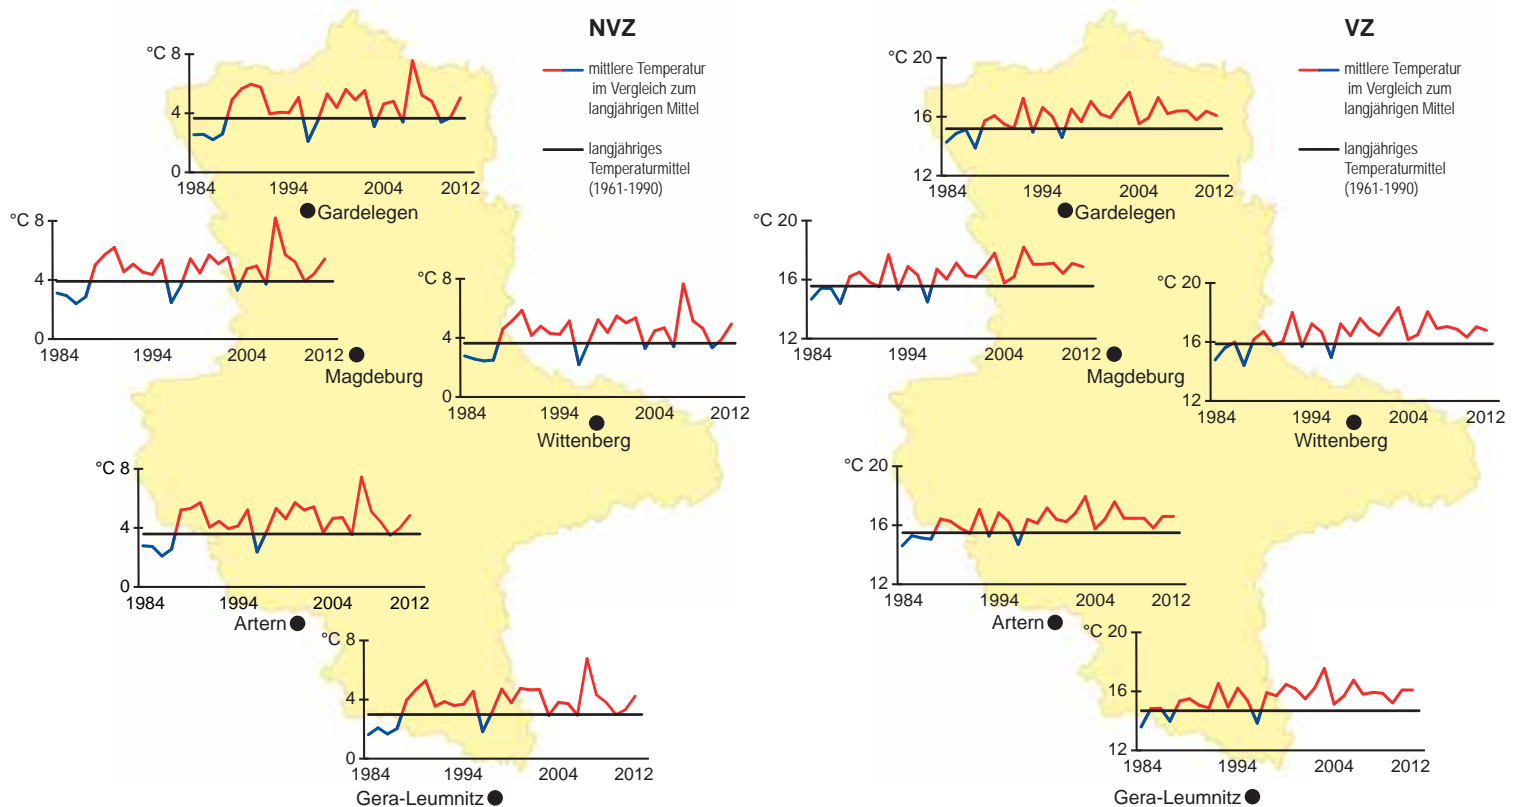 NVZ
mittlere Temperatur
im Vergleich zum
langjährigen Mittel
langjähriges
Temperaturmittel
(1961-1990)
°C 8
4
0
1984 1994 2004 2012
Gardelegen
°C 8
4
0
1984 1994 2004 2012
Magdeburg
°C 8
4
0
1984 1994 2004 2012
Wittenberg
°C 8
4
0
1984 1994 2004 2012
Artern
°C 8
4
0
1984 1994 2004 2012
Gera-Leumnitz
VZ
mittlere Temperatur
im Vergleich zum
langjährigen Mittel
langjähriges
Temperaturmittel
(1961-1990)
°C 20
16
12
1984 1994 2004 2012
Gardelegen
°C 20
16
12
1984 1994 2004 2012
Magdeburg
°C 20
16
12
1984 1994 2004 2012
Wittenberg
°C 20
16
12
1984 1994 2004 2012
Artern
°C 20
16
12
1984 1994 2004 2012
Gera-Leumnitz